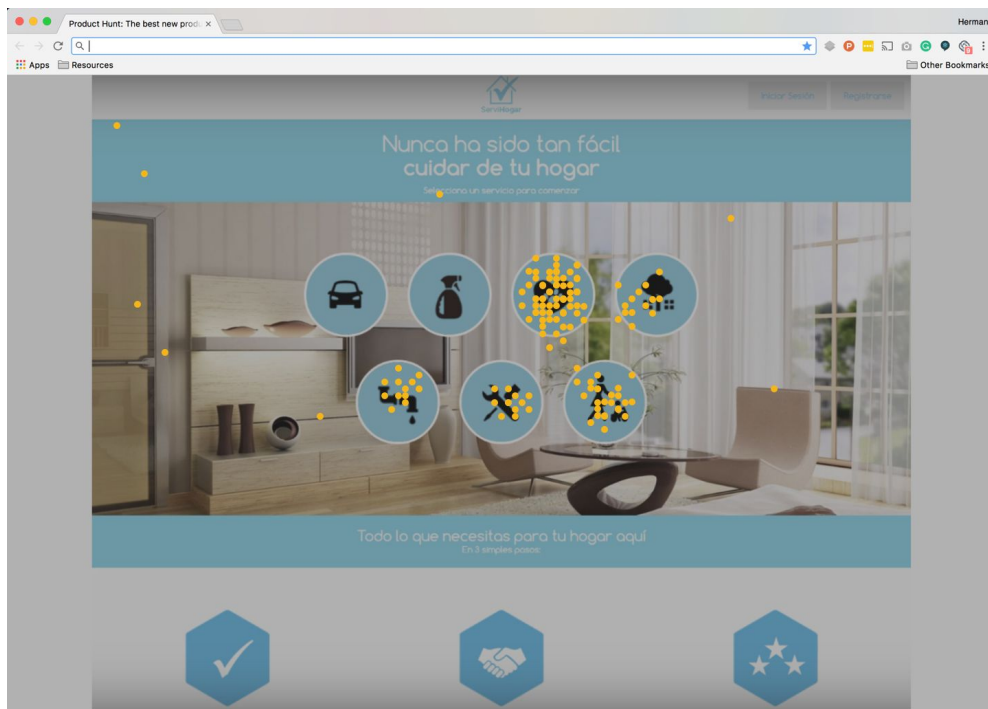 Product Hunt: The best new produ
Herman
Apps
Resources
Other Bookmarks
ServiHogar
Iniciar Sesión
Registrarse
Nunca ha sido tan fácil
cuidar de tu hogar
Selecciona un servicio para comenzar
Todo lo que necesitas para tu hogar aquí
En 3 simples pasos: